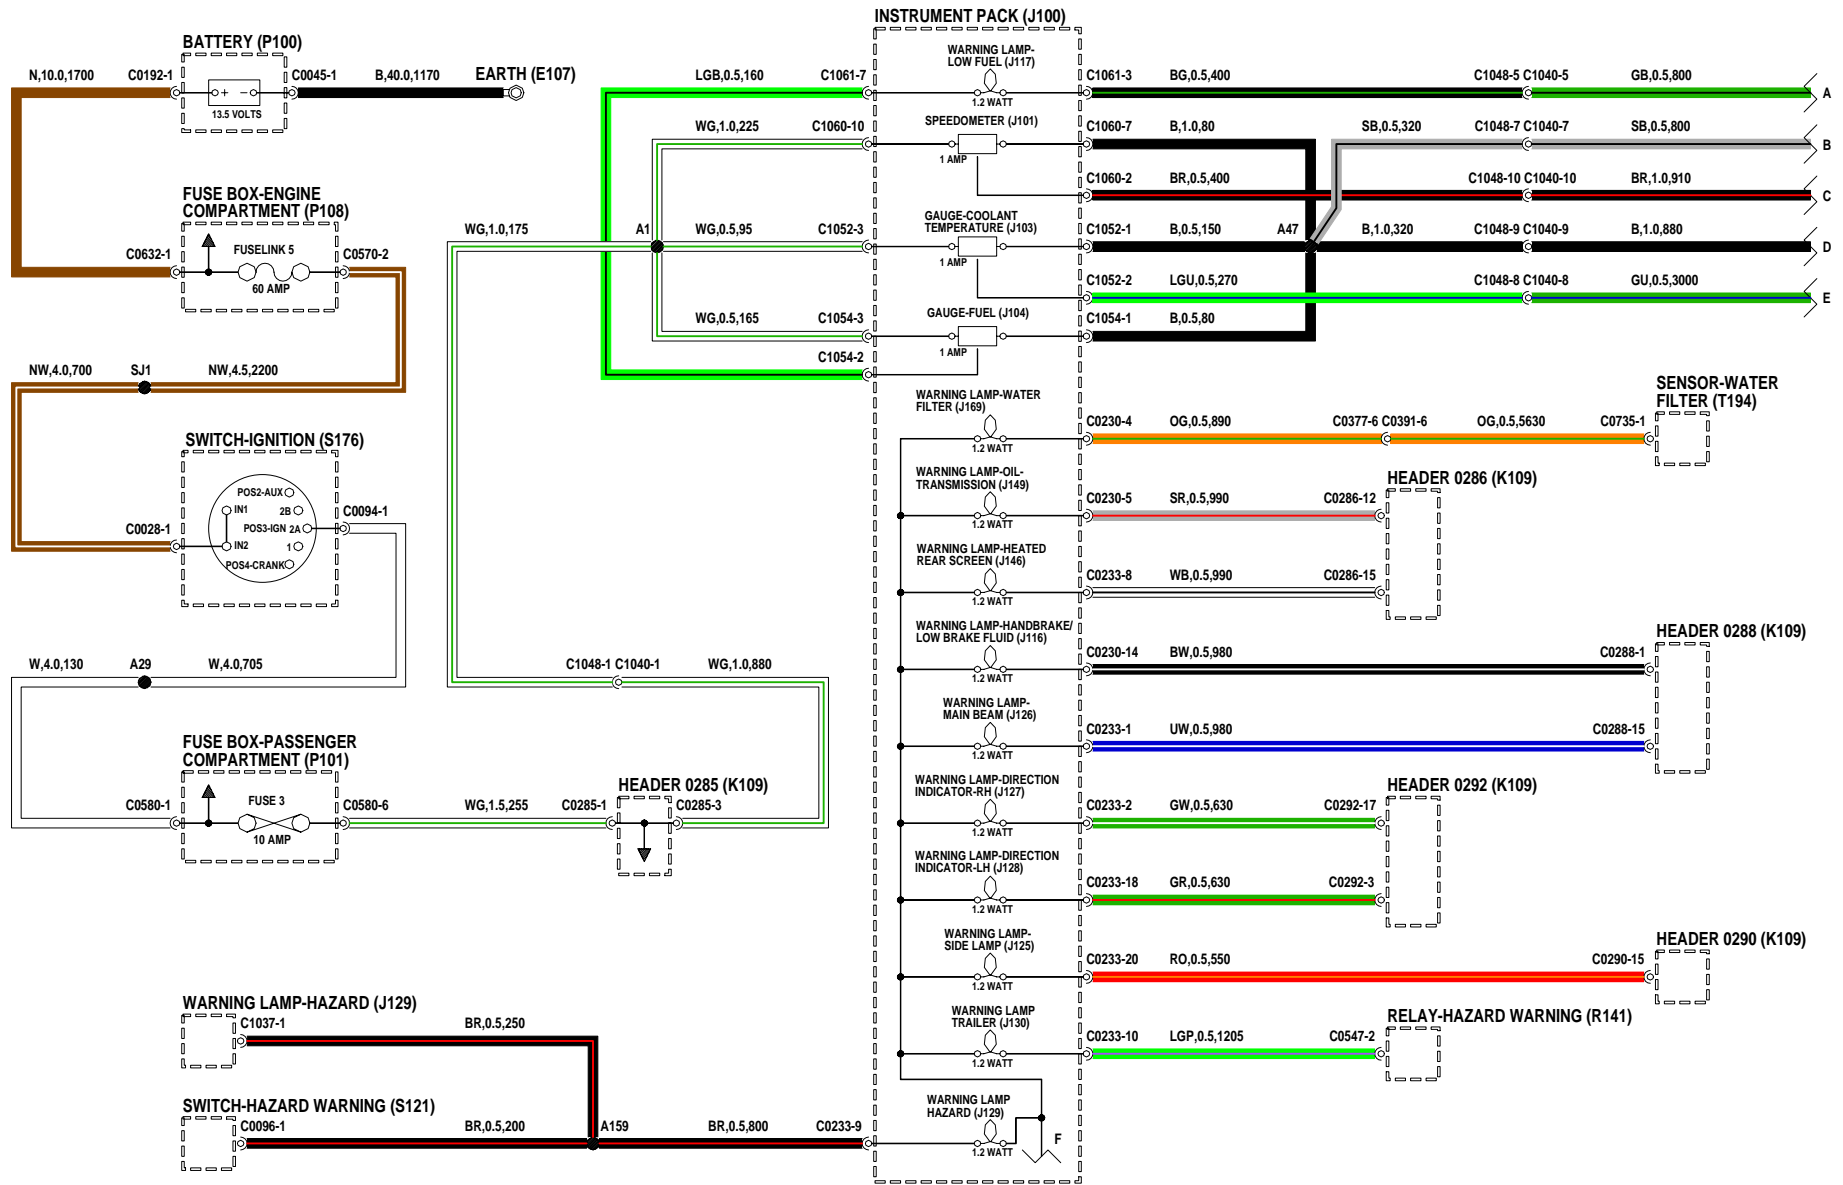 INSTRUMENT PACK (J100)
BATTERY (P100)
N,10.0,1700
C0192-1
C0045-1
B,40.0,1170
EARTH (E107)
+ −
13.5 VOLTS
FUSE BOX-ENGINE
COMPARTMENT (P108)
C0632-1
FUSELINK 5
C0570-2
60 AMP
NW,4.0,700
SJ1
NW,4.5,2200
SWITCH-IGNITION (S176)
POS2-AUX
IN1
2B
POS3-IGN
2A
C0094-1
C0028-1
IN2
1
POS4-CRANK
W,4.0,130
A29
W,4.0,705
FUSE BOX-PASSENGER
COMPARTMENT (P101)
C0580-1
FUSE 3
C0580-6
10 AMP
WG,1.5,255
C0285-1
HEADER 0285 (K109)
C0285-3
C1048-1 C1040-1
WG,1.0,880
WG,1.0,175
A1
LGB,0.5,160
C1061-7
WG,1.0,225
C1060-10
WG,0.5,95
C1052-3
WG,0.5,165
C1054-3
C1054-2
WARNING LAMP-
LOW FUEL (J117)
1.2 WATT
SPEEDOMETER (J101)
1 AMP
GAUGE-COOLANT
TEMPERATURE (J103)
1 AMP
GAUGE-FUEL (J104)
1 AMP
C1061-3
BG,0.5,400
C1048-5 C1040-5
GB,0.5,800
A
C1060-7
B,1.0,80
SB,0.5,320
C1048-7 C1040-7
SB,0.5,800
B
C1060-2
BR,0.5,400
C1048-10 C1040-10
BR,1.0,910
C
C1052-1
B,0.5,150
A47
B,1.0,320
C1048-9 C1040-9
B,1.0,880
D
C1052-2
LGU,0.5,270
C1048-8 C1040-8
GU,0.5,3000
E
C1054-1
B,0.5,80
WARNING LAMP-WATER
FILTER (J169)
1.2 WATT
C0230-4
OG,0.5,890
C0377-6 C0391-6
OG,0.5,5630
C0735-1
SENSOR-WATER
FILTER (T194)
WARNING LAMP-OIL-
TRANSMISSION (J149)
1.2 WATT
C0230-5
SR,0.5,990
C0286-12
HEADER 0286 (K109)
WARNING LAMP-HEATED
REAR SCREEN (J146)
1.2 WATT
C0233-8
WB,0.5,990
C0286-15
WARNING LAMP-HANDBRAKE/
LOW BRAKE FLUID (J116)
1.2 WATT
C0230-14
BW,0.5,980
C0288-1
HEADER 0288 (K109)
WARNING LAMP-
MAIN BEAM (J126)
1.2 WATT
C0233-1
UW,0.5,980
C0288-15
WARNING LAMP-DIRECTION
INDICATOR-RH (J127)
1.2 WATT
C0233-2
GW,0.5,630
C0292-17
HEADER 0292 (K109)
WARNING LAMP-DIRECTION
INDICATOR-LH (J128)
1.2 WATT
C0233-18
GR,0.5,630
C0292-3
WARNING LAMP-
SIDE LAMP (J125)
1.2 WATT
C0233-20
RO,0.5,550
C0290-15
HEADER 0290 (K109)
WARNING LAMP
TRAILER (J130)
1.2 WATT
C0233-10
LGP,0.5,1205
C0547-2
RELAY-HAZARD WARNING (R141)
WARNING LAMP-HAZARD (J129)
C1037-1
BR,0.5,250
SWITCH-HAZARD WARNING (S121)
C0096-1
BR,0.5,200
A159
BR,0.5,800
C0233-9
WARNING LAMP
HAZARD (J129)
1.2 WATT
F